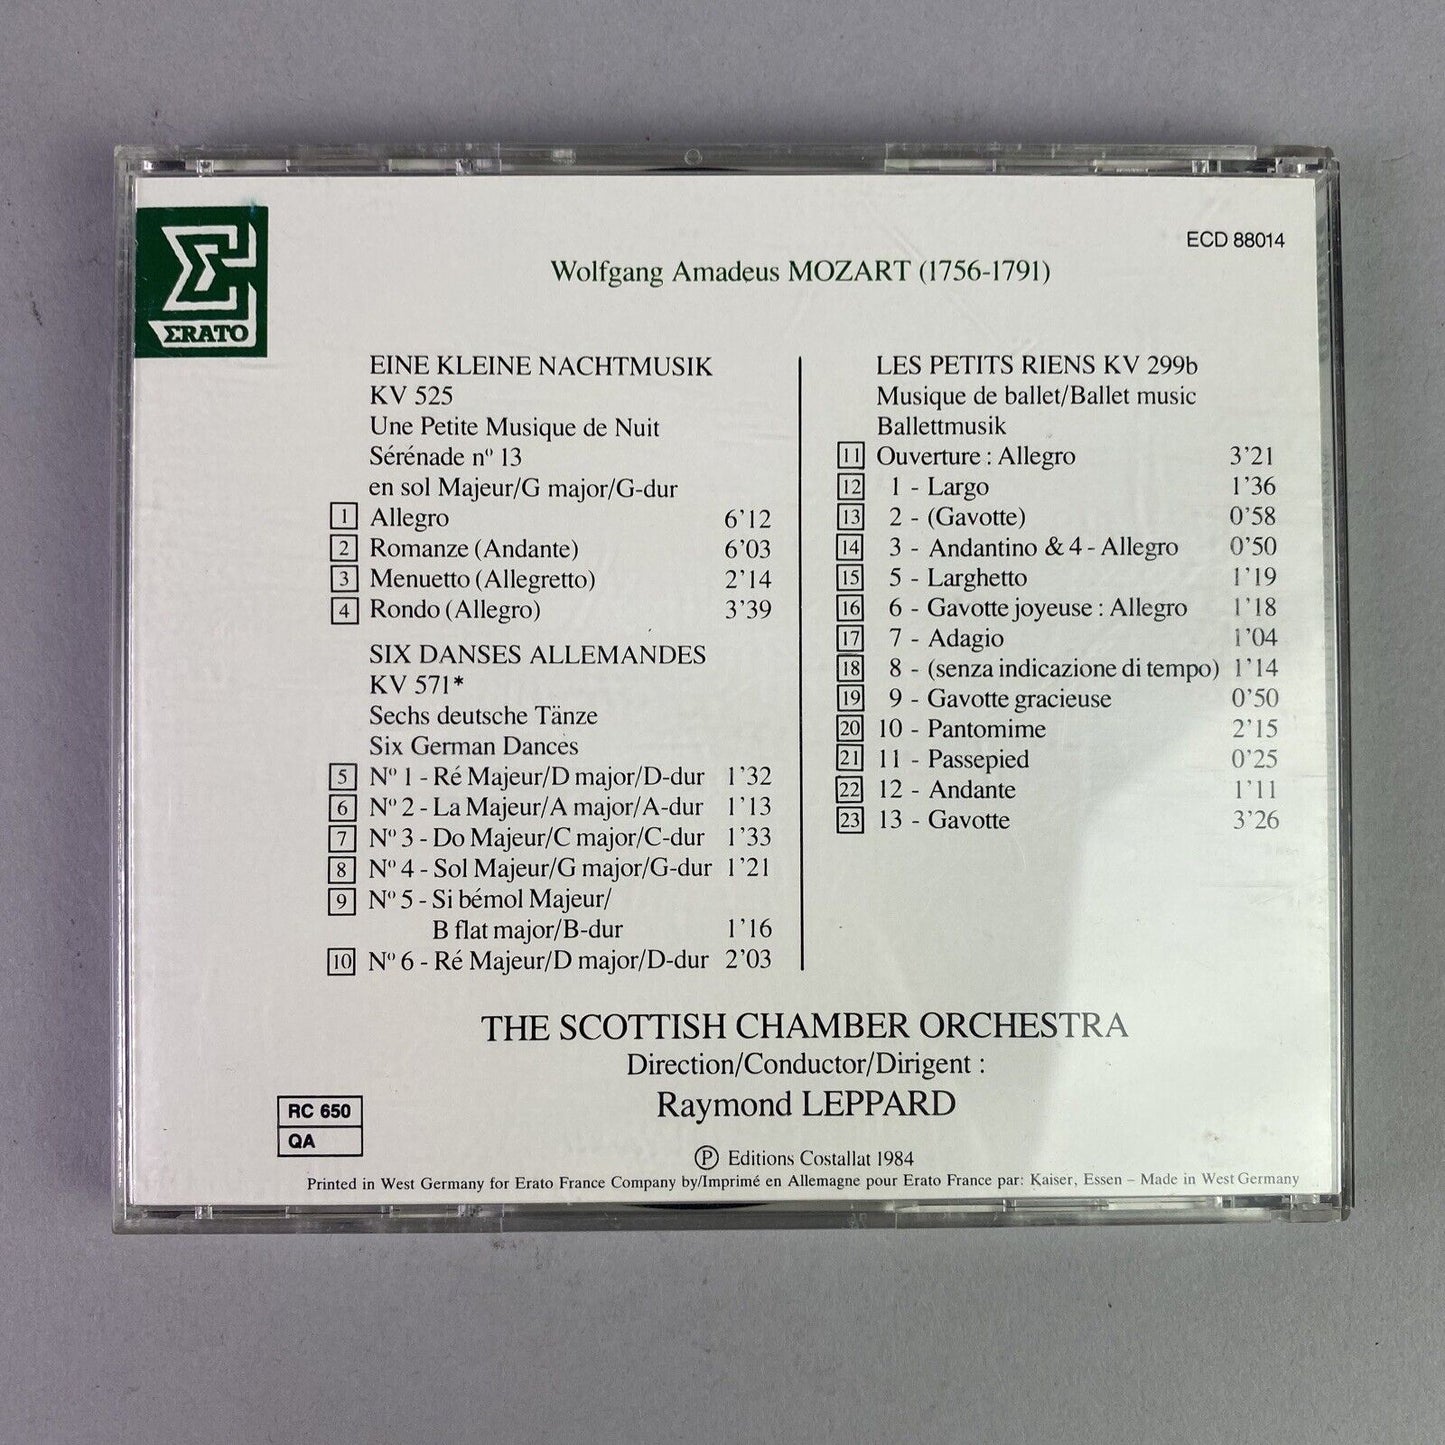 ECD 88014
Wolfgang Amadeus MOZART (1756-1791)
ΣRATO
EINE KLEINE NACHTMUSIK
KV 525
Une Petite Musique de Nuit
Sérénade nº 13
en sol Majeur/G major/G-dur
1 Allegro 6'12
2 Romanze (Andante) 6'03
3 Menuetto (Allegretto) 2'14
4 Rondo (Allegro) 3'39
SIX DANSES ALLEMANDES
KV 571*
Sechs deutsche Tänze
Six German Dances
5 Nº 1 - Ré Majeur/D major/D-dur 1'32
6 Nº 2 - La Majeur/A major/A-dur 1'13
7 Nº 3 - Do Majeur/C major/C-dur 1'33
8 Nº 4 - Sol Majeur/G major/G-dur 1'21
9 Nº 5 - Si bémol Majeur/
B flat major/B-dur 1'16
10 Nº 6 - Ré Majeur/D major/D-dur 2'03
LES PETITS RIENS KV 299b
Musique de ballet/Ballet music
Ballettmusik
11 Ouverture : Allegro 3'21
12 1 - Largo 1'36
13 2 - (Gavotte) 0'58
14 3 - Andantino & 4 - Allegro 0'50
15 5 - Larghetto 1'19
16 6 - Gavotte joyeuse : Allegro 1'18
17 7 - Adagio 1'04
18 8 - (senza indicazione di tempo) 1'14
19 9 - Gavotte gracieuse 0'50
20 10 - Pantomime 2'15
21 11 - Passepied 0'25
22 12 - Andante 1'11
23 13 - Gavotte 3'26
THE SCOTTISH CHAMBER ORCHESTRA
Direction/Conductor/Dirigent :
Raymond LEPPARD
RC 650
QA
Ⓟ Editions Costallat 1984
Printed in West Germany for Erato France Company by/Imprimé en Allemagne pour Erato France par: Kaiser, Essen – Made in West Germany